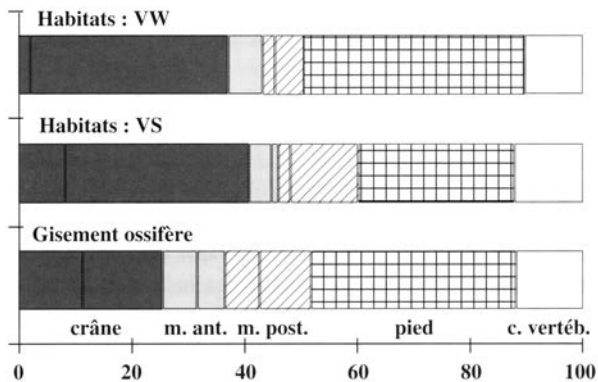 Habitats : VW
Habitats : VS
Gisement ossifère
crâne m. ant. m. post. pied c. vertéb.
0 20 40 60 80 100